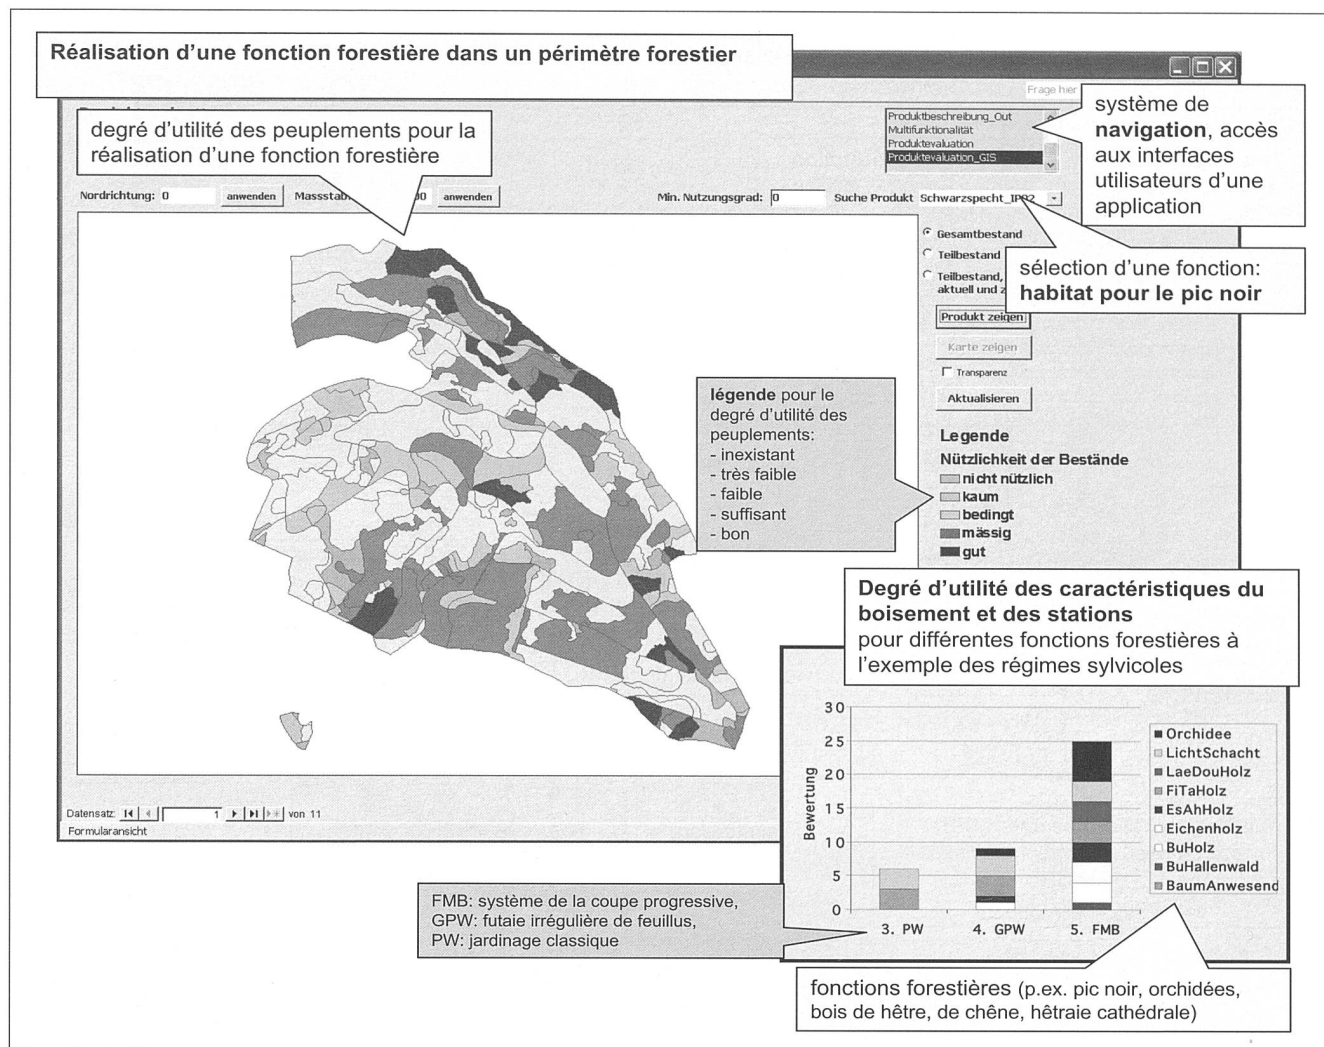 Réalisation d'une fonction forestière dans un périmètre forestier
Frage hier
degré d'utilité des peuplements pour la
réalisation d'une fonction forestière
Produktbeschreibung_Out
Multifunktionalität
Produktevaluation
Produktevaluation_GIS
système de
navigation, accès
aux interfaces
utilisateurs d'une
application
Nordrichtung: 0 anwenden anwenden
Min. Nutzungsgrad: 0 Suche Produkt Schwarzspecht_IPB2
Gesamtbestand
Teilbestand
Teilbestand,
aktuell und z
sélection d'une fonction:
habitat pour le pic noir
Produkt zeigen
Karte zeigen
Transparenz
Aktualisieren
légende pour le
degré d'utilité des
peuplements:
- inexistant
- très faible
- faible
- suffisant
- bon
Legende
Nützlichkeit der Bestände
nicht nützlich
kaum
bedingt
mässig
gut
Degré d'utilité des caractéristiques du
boisement et des stations
pour différentes fonctions forestières à
l'exemple des régimes sylvicoles
30
25
20
15
10
5
0
Bewertung
3. PW 4. GPW 5. FMB
Orchidee
LichtSchacht
LaeDouHolz
FiTaHolz
EsAhHolz
Eichenholz
BuHolz
BuHallenwald
BaumAnwesend
Datensatz: 1 von 11
Formularansicht
FMB: système de la coupe progressive,
GPW: futaie irrégulière de feuillus,
PW: jardinage classique
fonctions forestières (p.ex. pic noir, orchidées,
bois de hêtre, de chêne, hêtraie cathédrale)